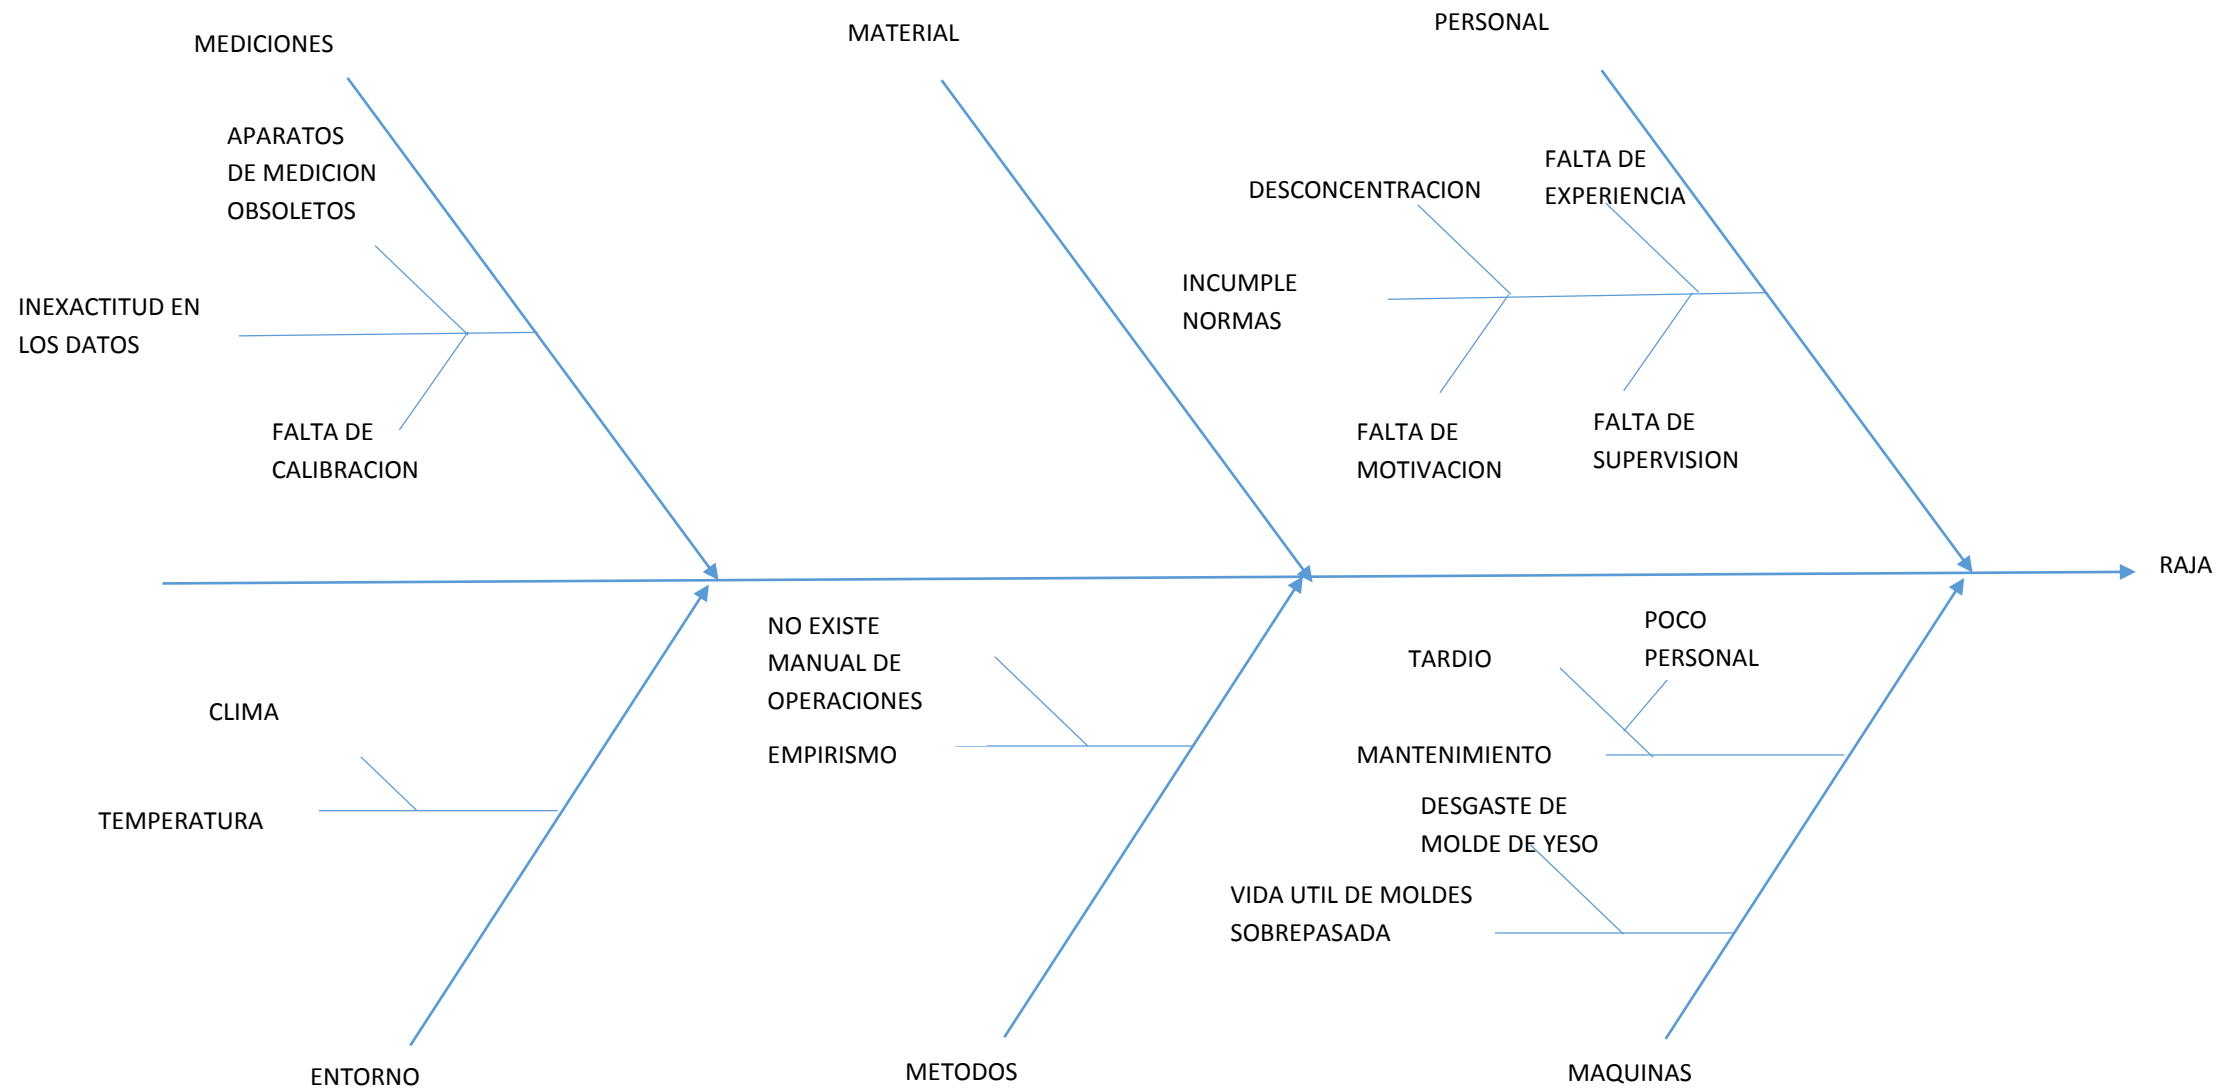 MEDICIONES
MATERIAL
PERSONAL
APARATOS
DE MEDICION
OBSOLETOS
INEXACTITUD EN
LOS DATOS
FALTA DE
CALIBRACION
DESCONCENTRACION
FALTA DE
EXPERIENCIA
INCUMPLE
NORMAS
FALTA DE
MOTIVACION
FALTA DE
SUPERVISION
RAJA
CLIMA
TEMPERATURA
NO EXISTE
MANUAL DE
OPERACIONES
EMPIRISMO
TARDIO
POCO
PERSONAL
MANTENIMIENTO
DESGASTE DE
MOLDE DE YESO
VIDA UTIL DE MOLDES
SOBREPASADA
ENTORNO
METODOS
MAQUINAS